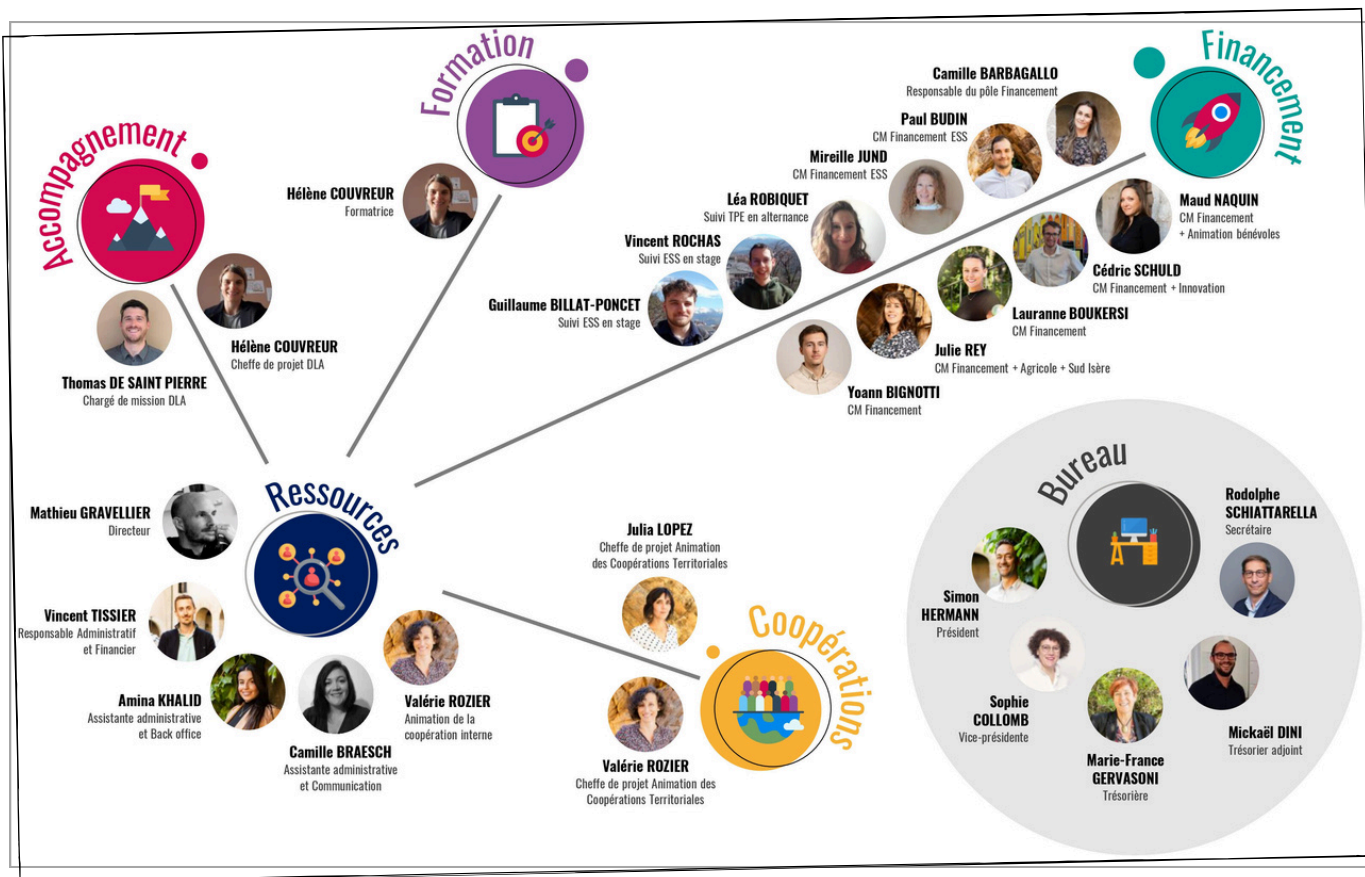 Formation
Hélène COUVREUR
Formatrice
Accompagnement
Hélène COUVREUR
Cheffe de projet DLA
Thomas DE SAINT PIERRE
Chargé de mission DLA
Financement
Camille BARBAGALLO
Responsable du pôle Financement
Paul BUDIN
CM Financement ESS
Mireille JUND
CM Financement ESS
Léa ROBIQUET
Suivi TPE en alternance
Vincent ROCHAS
Suivi ESS en stage
Guillaume BILLAT-PONCET
Suivi ESS en stage
Maud NAQUIN
CM Financement
+ Animation bénévoles
Cédric SCHULD
CM Financement + Innovation
Lauranne BOUKERSI
CM Financement
Julie REY
CM Financement + Agricole + Sud Isère
Yoann BIGNOTTI
CM Financement
Ressources
Mathieu GRAVELLIER
Directeur
Vincent TISSIER
Responsable Administratif
et Financier
Amina KHALID
Assistante administrative
et Back office
Camille BRAESCH
Assistante administrative
et Communication
Valérie ROZIER
Animation de la
coopération interne
Coopérations
Julia LOPEZ
Cheffe de projet Animation
des Coopérations Territoriales
Valérie ROZIER
Cheffe de projet Animation des
Coopérations Territoriales
Bureau
Rodolphe
SCHIATTARELLA
Secrétaire
Simon
HERMANN
Président
Sophie
COLLOMB
Vice-présidente
Marie-France
GERVASONI
Trésorière
Mickaël DINI
Trésorier adjoint